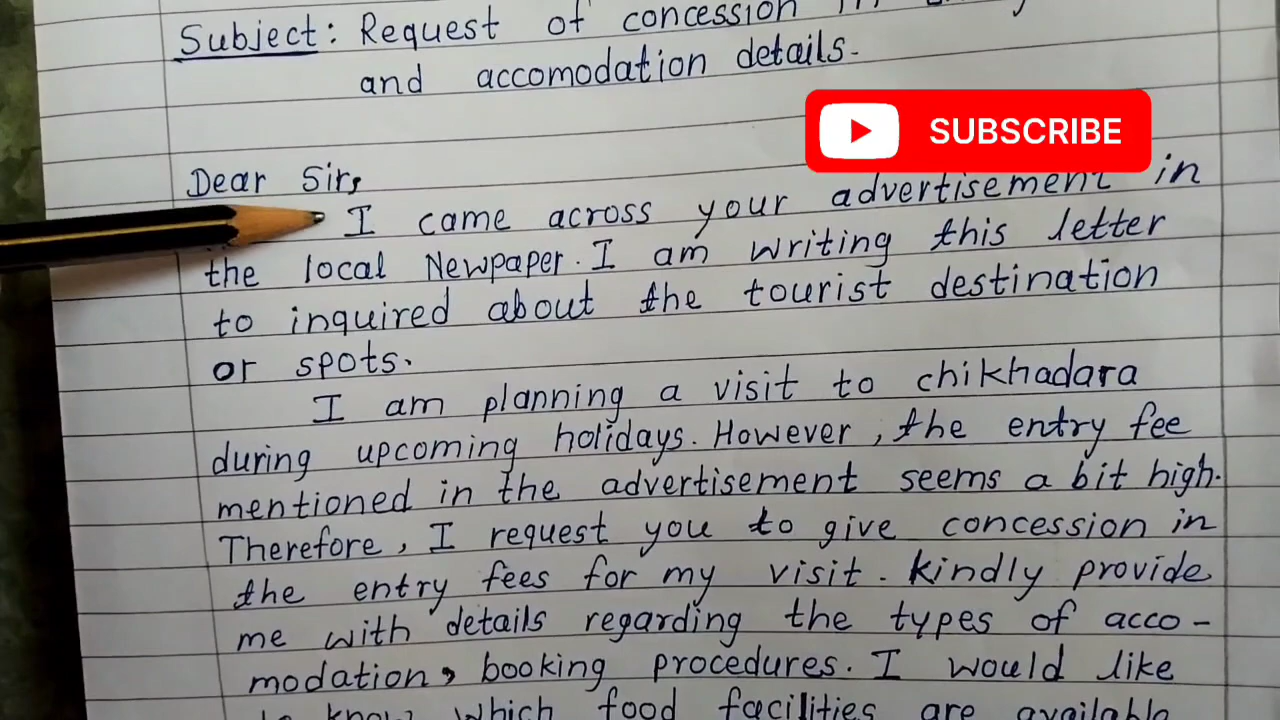 Subject: Request of concession in
and accomodation details.
SUBSCRIBE
Dear Sir,
I came across your advertisement in
the local Newpaper. I am writing this letter
to inquired about the tourist destination
or spots.
I am planning a visit to chikhadara
during upcoming holidays. However, the entry fee
mentioned in the advertisement seems a bit high.
Therefore, I request you to give concession in
the entry fees for my visit. kindly provide
me with details regarding the types of acco-
modation, booking procedures. I would like
to know which food facilities are available